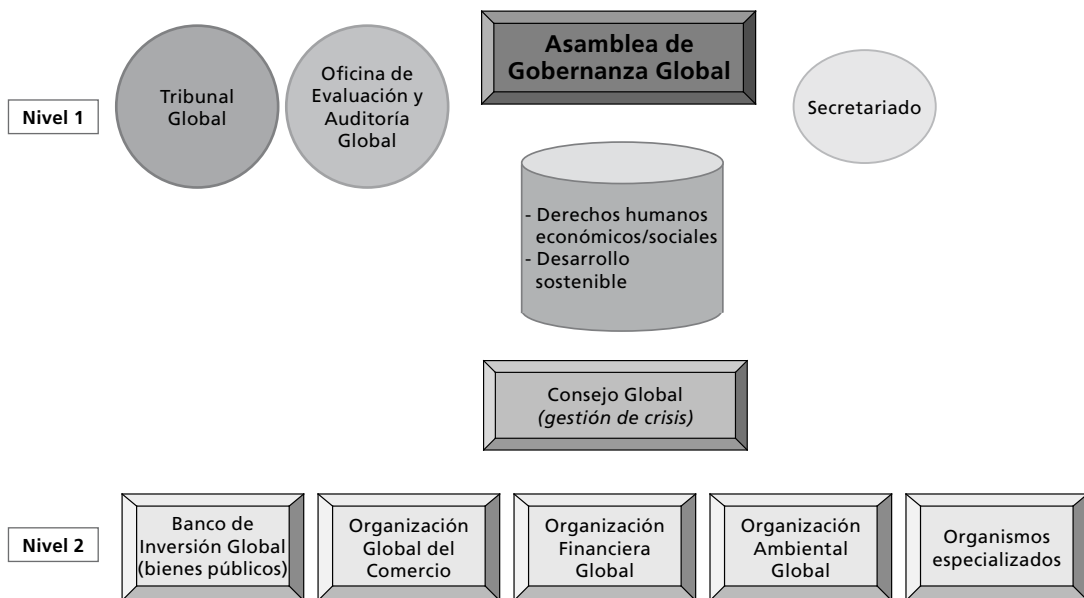 Nivel 1
Tribunal
Global
Oficina de
Evaluación y
Auditoría
Global
Asamblea de
Gobernanza Global
Secretariado
- Derechos humanos
económicos/sociales
- Desarrollo
sostenible
Consejo Global
(gestión de crisis)
Nivel 2
Banco de
Inversión Global
(bienes públicos)
Organización
Global del
Comercio
Organización
Financiera
Global
Organización
Ambiental
Global
Organismos
especializados